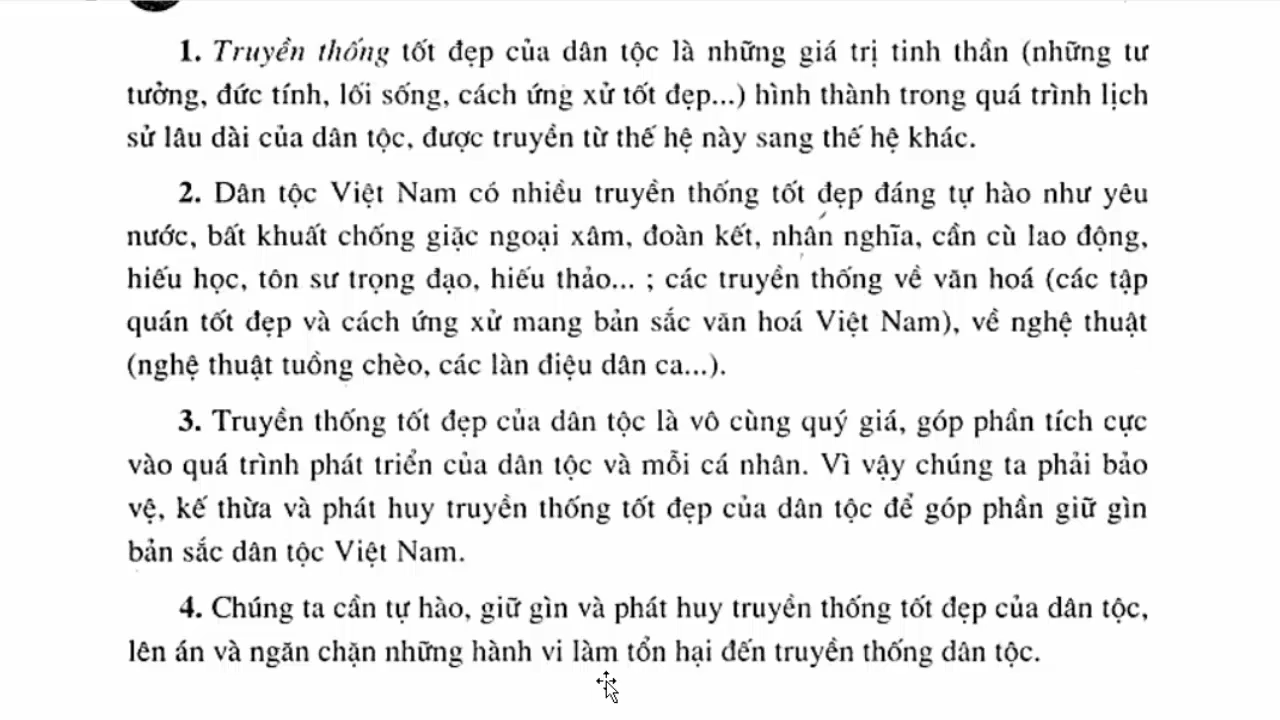 1. Truyền thống tốt đẹp của dân tộc là những giá trị tinh thần (những tư
tưởng, đức tính, lối sống, cách ứng xử tốt đẹp...) hình thành trong quá trình lịch
sử lâu dài của dân tộc, được truyền từ thế hệ này sang thế hệ khác.
2. Dân tộc Việt Nam có nhiều truyền thống tốt đẹp đáng tự hào như yêu
nước, bất khuất chống giặc ngoại xâm, đoàn kết, nhân nghĩa, cần cù lao động,
hiếu học, tôn sư trọng đạo, hiếu thảo... ; các truyền thống về văn hoá (các tập
quán tốt đẹp và cách ứng xử mang bản sắc văn hoá Việt Nam), về nghệ thuật
(nghệ thuật tuồng chèo, các làn điệu dân ca...).
3. Truyền thống tốt đẹp của dân tộc là vô cùng quý giá, góp phần tích cực
vào quá trình phát triển của dân tộc và mỗi cá nhân. Vì vậy chúng ta phải bảo
vệ, kế thừa và phát huy truyền thống tốt đẹp của dân tộc để góp phần giữ gìn
bản sắc dân tộc Việt Nam.
4. Chúng ta cần tự hào, giữ gìn và phát huy truyền thống tốt đẹp của dân tộc,
lên án và ngăn chặn những hành vi làm tổn hại đến truyền thống dân tộc.